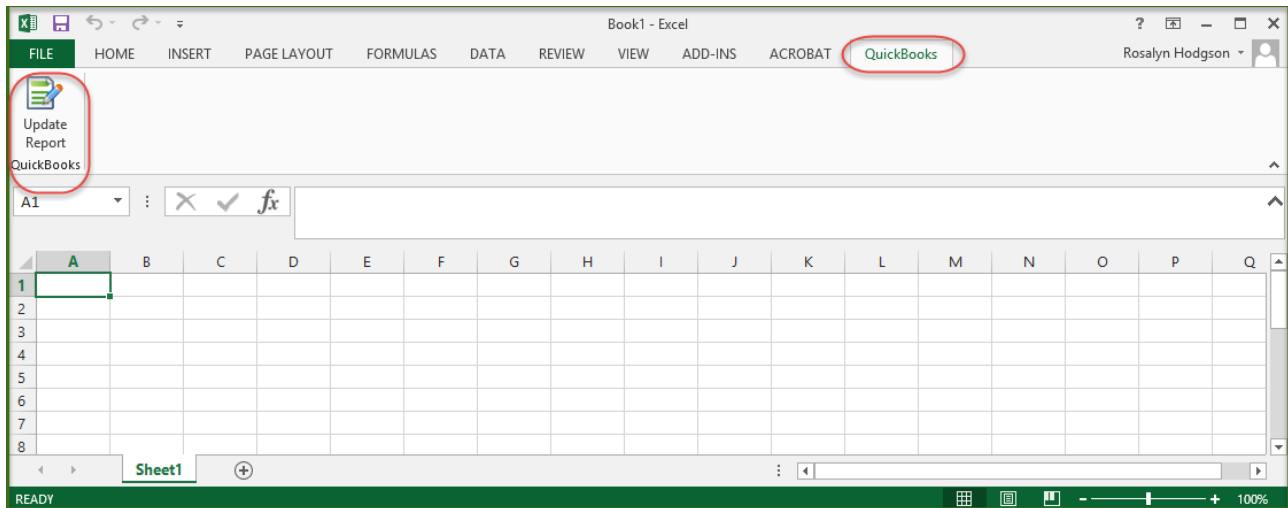 Book1 - Excel
?
FILE HOME INSERT PAGE LAYOUT FORMULAS DATA REVIEW VIEW ADD-INS ACROBAT QuickBooks Rosalyn Hodgson
Update
Report
QuickBooks
A1 fx
A B C D E F G H I J K L M N O P Q
1
2
3
4
5
6
7
8
Sheet1
READY 100%